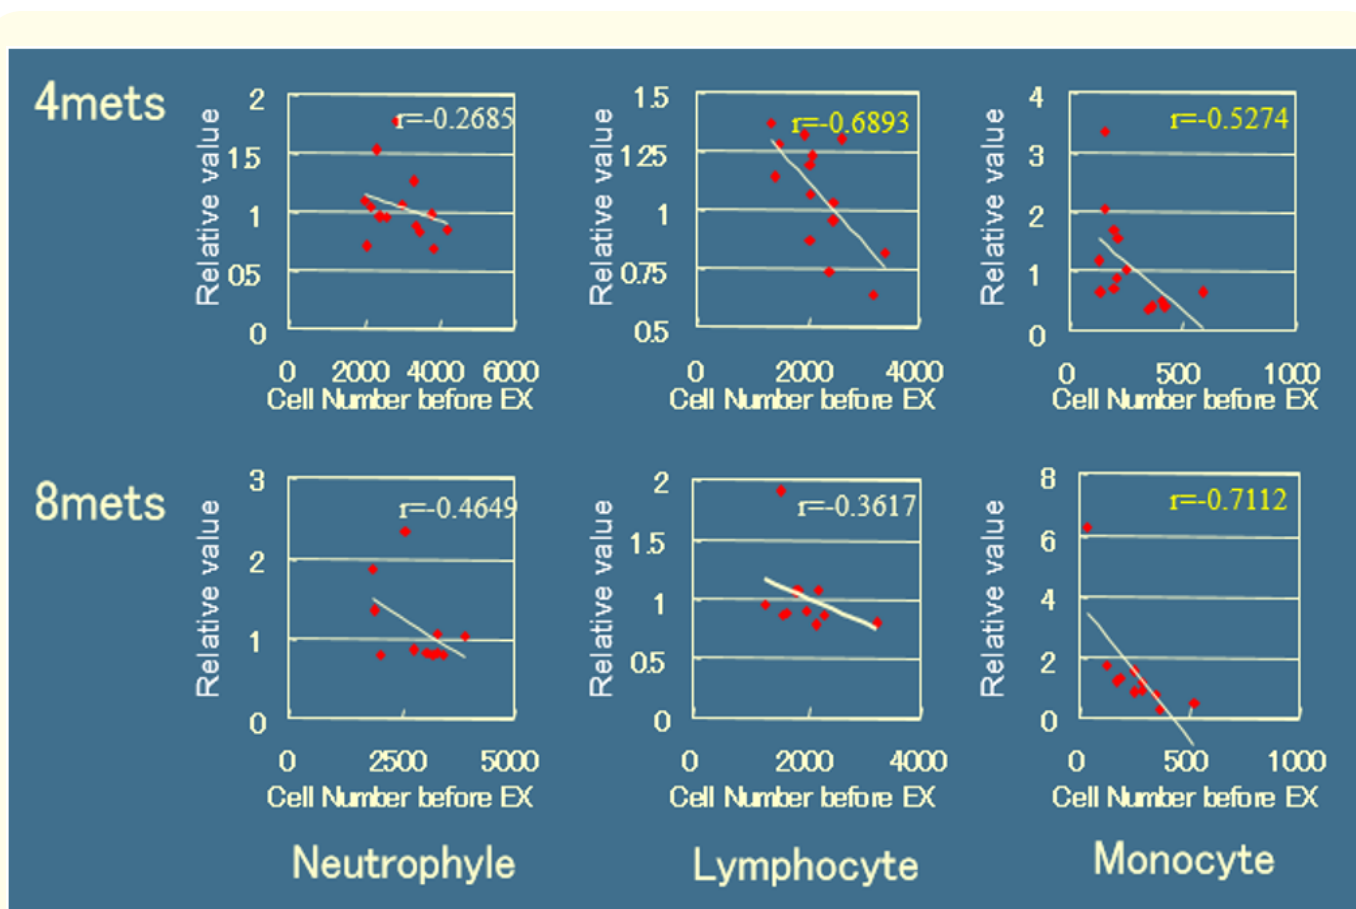 4mets
Relative value
2
1.5
1
0.5
0
r=-0.2685
0 2000 4000 6000
Cell Number before EX
Relative value
1.5
1.25
1
0.75
0.5
r=-0.6893
0 2000 4000
Cell Number before EX
Relative value
4
3
2
1
0
r=-0.5274
0 500 1000
Cell Number before EX
8mets
Relative value
3
2
1
0
r=-0.4649
0 2500 5000
Cell Number before EX
Relative value
2
1.5
1
0.5
0
r=-0.3617
0 2000 4000
Cell Number before EX
Relative value
8
6
4
2
0
r=-0.7112
0 500 1000
Cell Number before EX
Neutrophyle
Lymphocyte
Monocyte